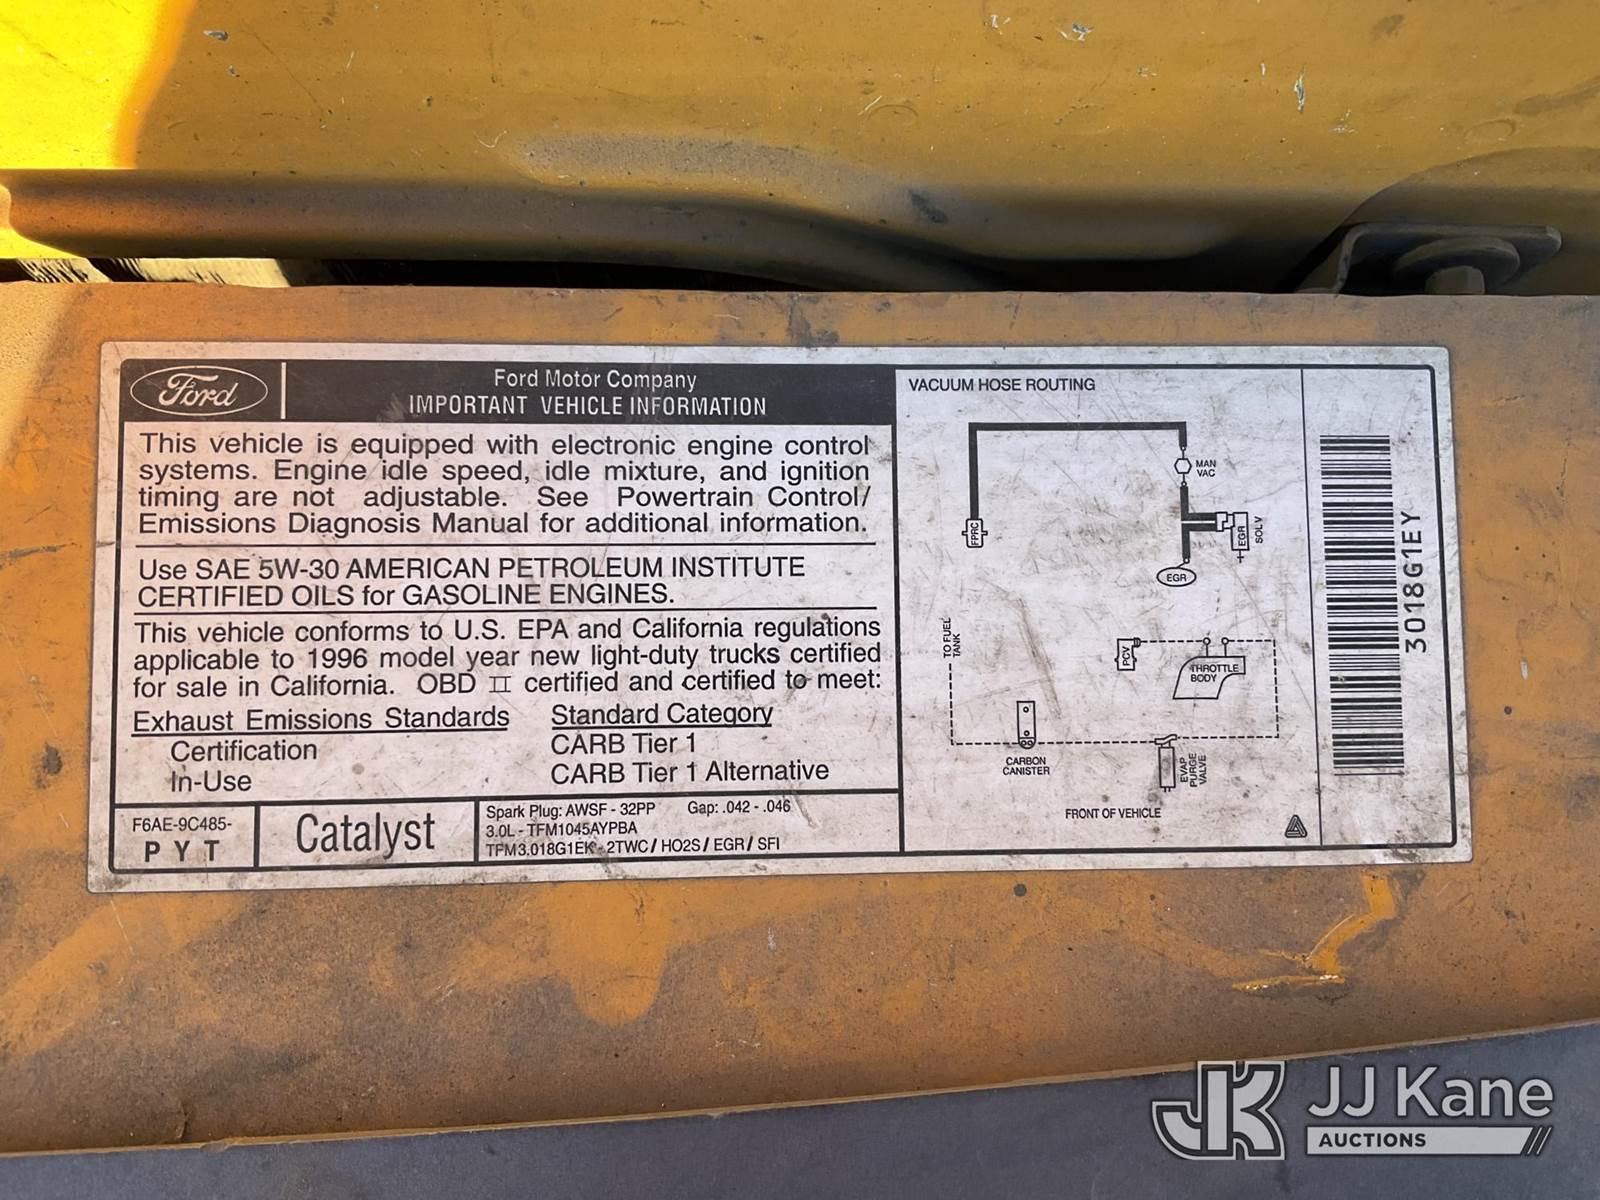 Ford
Ford Motor Company
IMPORTANT VEHICLE INFORMATION
This vehicle is equipped with electronic engine control
systems. Engine idle speed, idle mixture, and ignition
timing are not adjustable. See Powertrain Control/
Emissions Diagnosis Manual for additional information.
Use SAE 5W-30 AMERICAN PETROLEUM INSTITUTE
CERTIFIED OILS for GASOLINE ENGINES.
This vehicle conforms to U.S. EPA and California regulations
applicable to 1996 model year new light-duty trucks certified
for sale in California. OBD II certified and certified to meet:
Exhaust Emissions Standards Standard Category
Certification CARB Tier 1
In-Use CARB Tier 1 Alternative
F6AE-9C485-
PYT
Catalyst
Spark Plug: AWSF - 32PP Gap: .042 - .046
3.0L - TFM1045AYPBA
TFM3.018G1EK - 2TWC / HO2S / EGR / SFI
VACUUM HOSE ROUTING
MAN
VAC
FPRC
EGR
SOLV
EGR
TO FUEL
TANK
PCV
THROTTLE
BODY
CARBON
CANISTER
EVAP
PURGE
VALVE
FRONT OF VEHICLE
3018G1EY
JK
JJ Kane
AUCTIONS